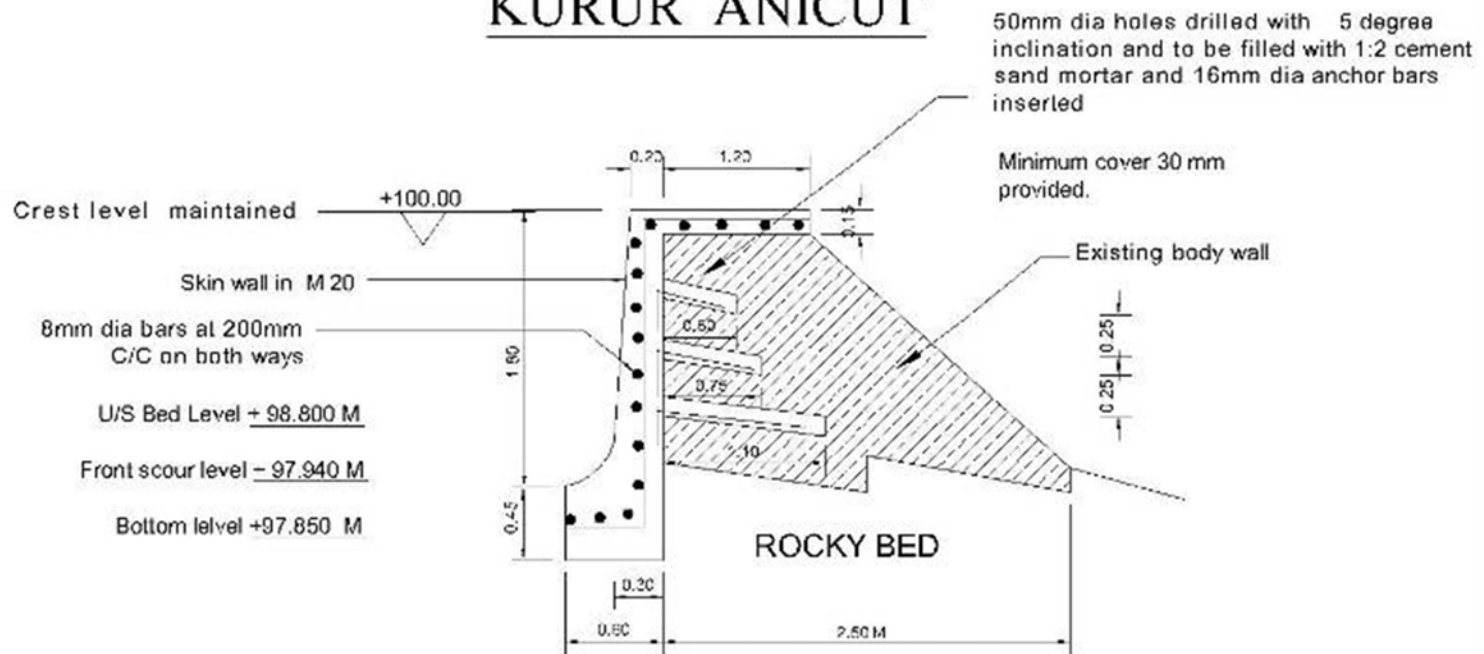 KURUR ANICUT
50mm dia holes drilled with 5 degree
inclination and to be filled with 1:2 cement
sand mortar and 16mm dia anchor bars
inserted
Minimum cover 30 mm
provided.
0.20
1.20
Crest level maintained
+100.00
0.15
Existing body wall
Skin wall in M 20
8mm dia bars at 200mm
C/C on both ways
0.60
0.25
1.80
0.75
0.25
U/S Bed Level + 98.800 M
Front scour level - 97.940 M
.10
Bottom lelvel +97.850 M
0.45
ROCKY BED
0.30
0.60
2.50 M